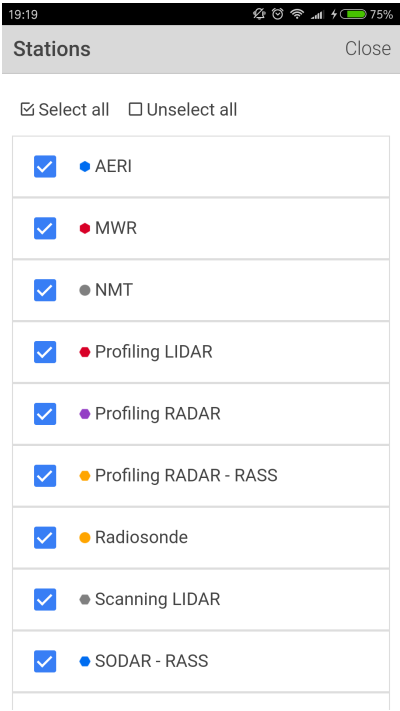 19:19 75%
Stations Close
Select all Unselect all
AERI
MWR
NMT
Profiling LIDAR
Profiling RADAR
Profiling RADAR - RASS
Radiosonde
Scanning LIDAR
SODAR - RASS